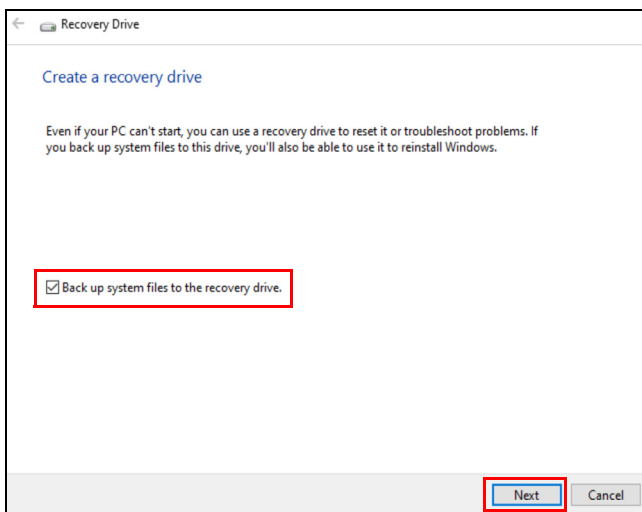 Recovery Drive
Create a recovery drive
Even if your PC can't start, you can use a recovery drive to reset it or troubleshoot problems. If
you back up system files to this drive, you'll also be able to use it to reinstall Windows.
Back up system files to the recovery drive.
Next Cancel